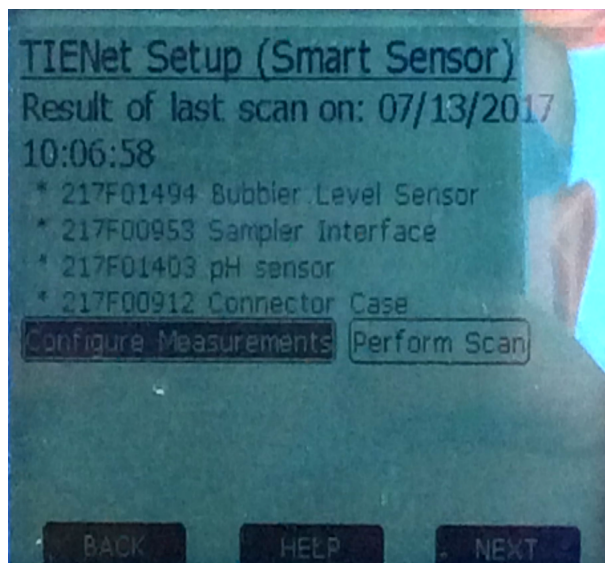 TIENet Setup (Smart Sensor)
Result of last scan on: 07/13/2017
10:06:58
* 217F01494 Bubbler Level Sensor
* 217F00953 Sampler Interface
* 217F01403 pH sensor
* 217F00912 Connector Case
Configure Measurements Perform Scan
BACK HELP NEXT